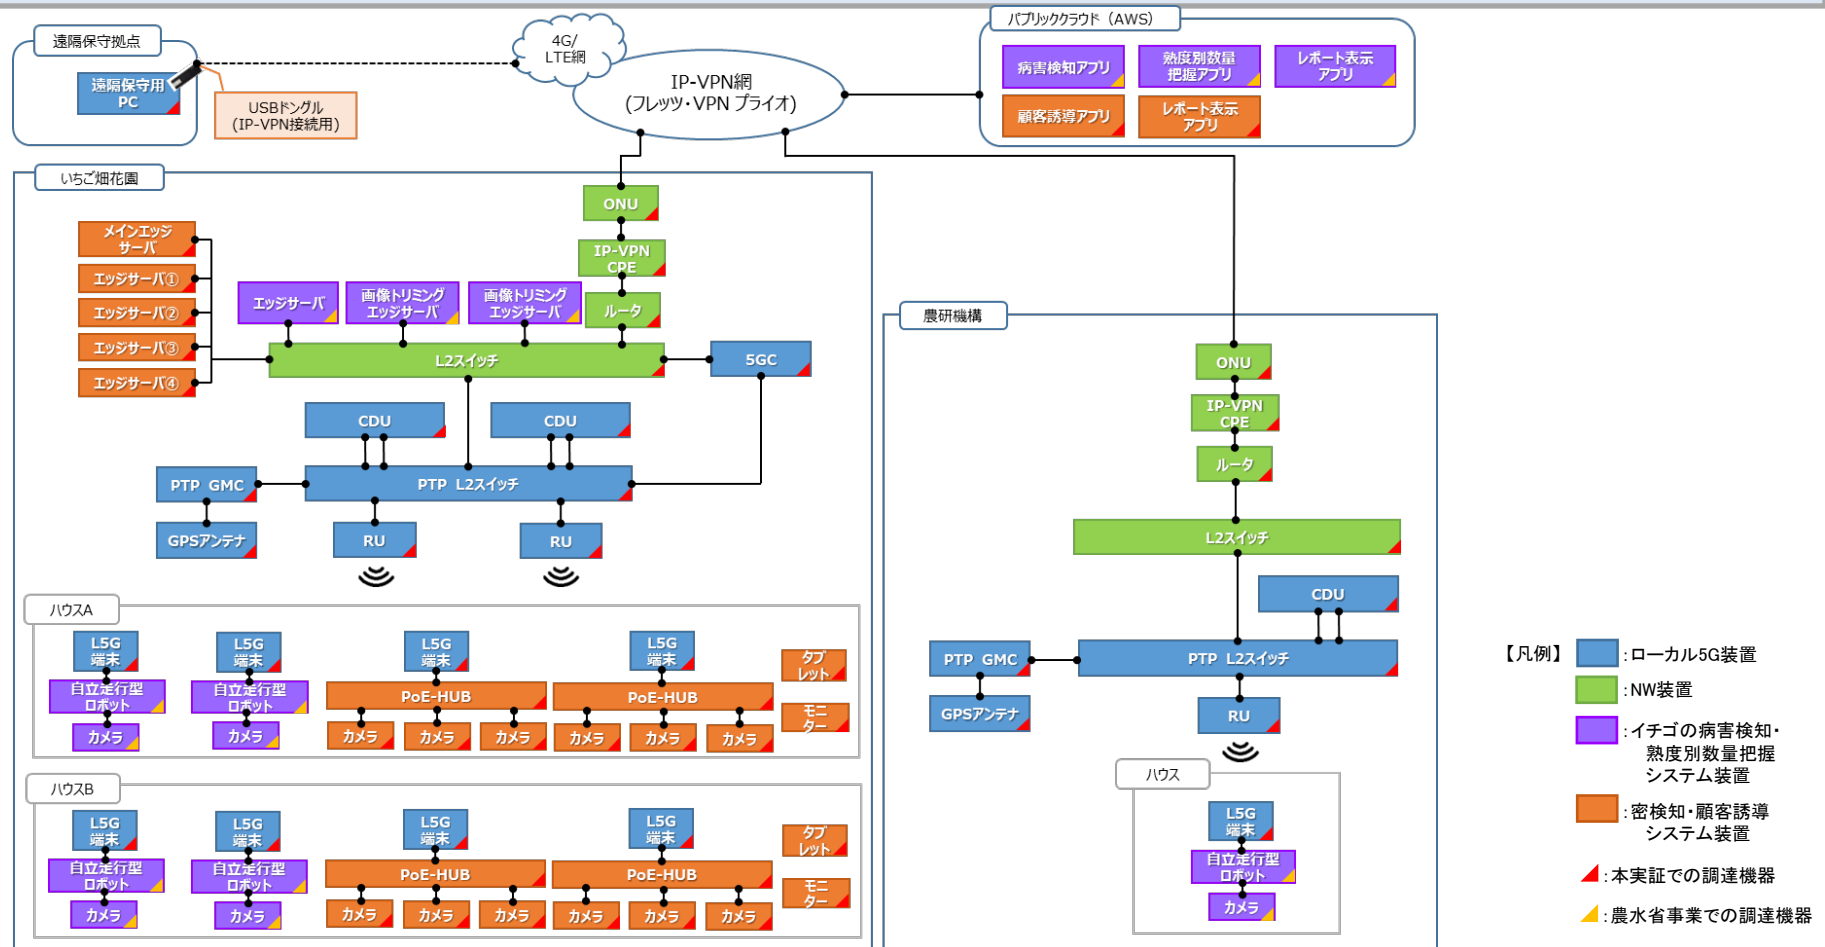 遠隔保守拠点
遠隔保守用
PC
USBドングル
(IP-VPN接続用)
4G/
LTE網
IP-VPN網
(フレッツ・VPN プライオ)
パブリッククラウド（AWS）
病害検知アプリ
熟度別数量
把握アプリ
レポート表示
アプリ
顧客誘導アプリ
レポート表示
アプリ
いちご畑花園
ONU
IP-VPN
CPE
ルータ
メインエッジ
サーバ
エッジサーバ①
エッジサーバ②
エッジサーバ③
エッジサーバ④
エッジサーバ
画像トリミング
エッジサーバ
画像トリミング
エッジサーバ
L2スイッチ
5GC
CDU
CDU
PTP GMC
PTP L2スイッチ
GPSアンテナ
RU
RU
ハウスA
L5G
端末
自立走行型
ロボット
カメラ
L5G
端末
自立走行型
ロボット
カメラ
L5G
端末
PoE-HUB
カメラ
カメラ
カメラ
L5G
端末
PoE-HUB
カメラ
カメラ
カメラ
タブ
レット
モニ
ター
ハウスB
L5G
端末
自立走行型
ロボット
カメラ
L5G
端末
自立走行型
ロボット
カメラ
L5G
端末
PoE-HUB
カメラ
カメラ
カメラ
L5G
端末
PoE-HUB
カメラ
カメラ
カメラ
タブ
レット
モニ
ター
農研機構
ONU
IP-VPN
CPE
ルータ
L2スイッチ
CDU
PTP GMC
PTP L2スイッチ
GPSアンテナ
RU
ハウス
L5G
端末
自立走行型
ロボット
カメラ
【凡例】
：ローカル5G装置
：NW装置
：イチゴの病害検知・
熟度別数量把握
システム装置
：密検知・顧客誘導
システム装置
：本実証での調達機器
：農水省事業での調達機器